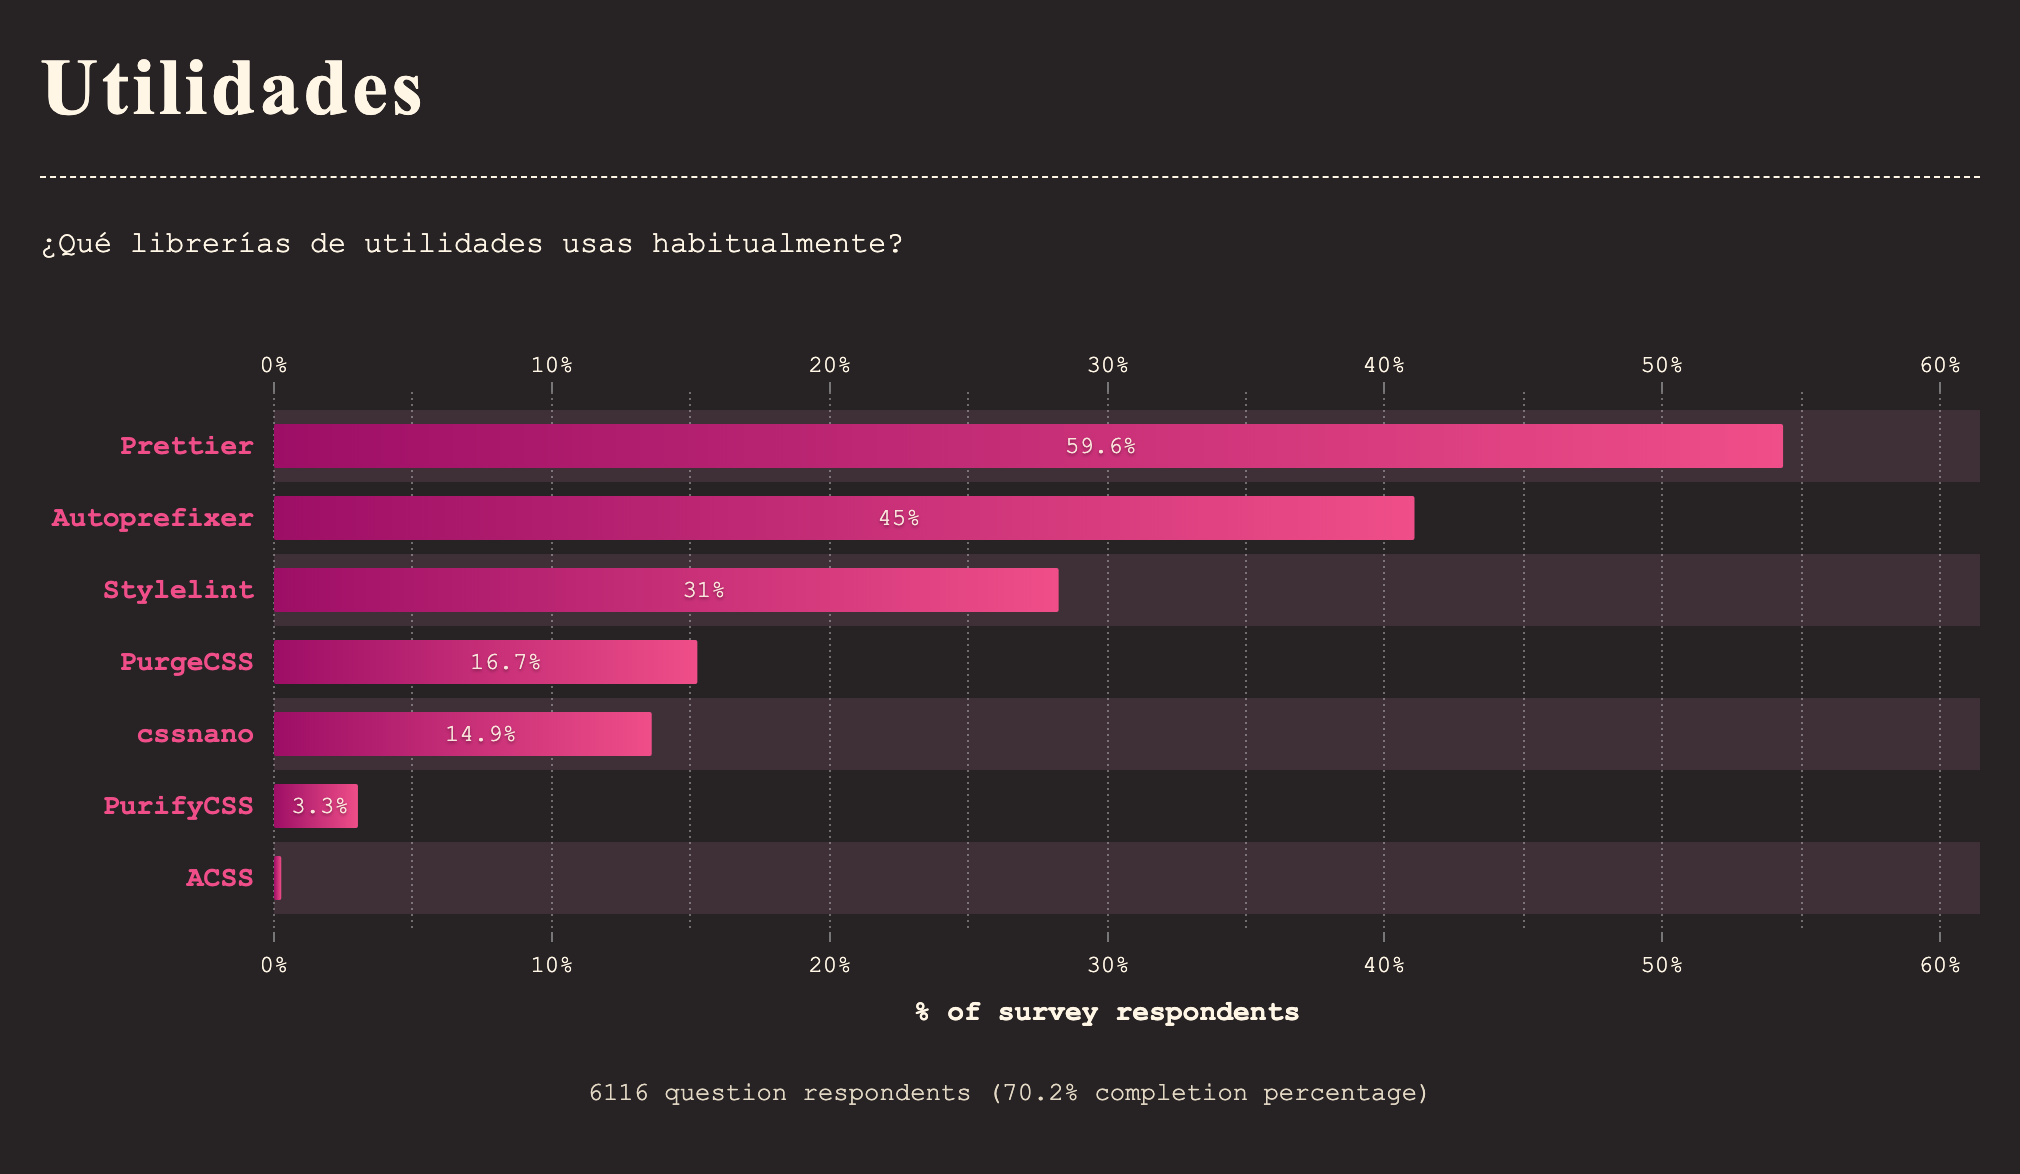 Utilidades
¿Qué librerías de utilidades usas habitualmente?
0% 10% 20% 30% 40% 50% 60%
Prettier 59.6%
Autoprefixer 45%
Stylelint 31%
PurgeCSS 16.7%
cssnano 14.9%
PurifyCSS 3.3%
ACSS
0% 10% 20% 30% 40% 50% 60%
% of survey respondents
6116 question respondents (70.2% completion percentage)